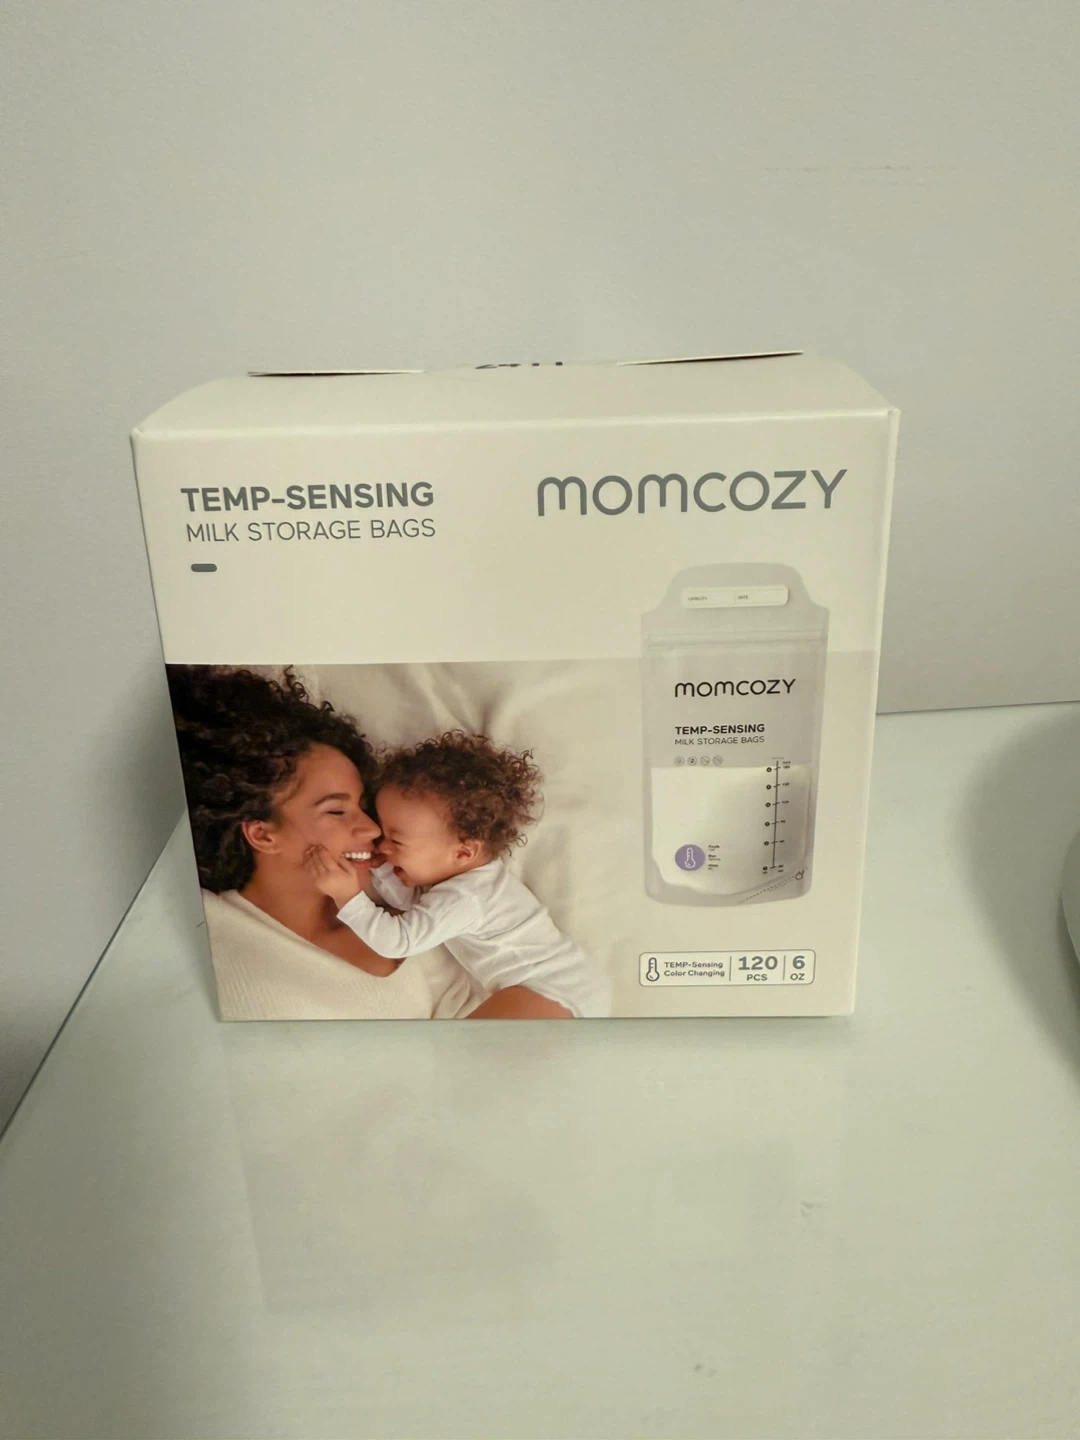 TEMP-SENSING
MILK STORAGE BAGS
momcozy
momcozy
TEMP-SENSING
MILK STORAGE BAGS
TEMP-Sensing
Color Changing
120
PCS
6
OZ